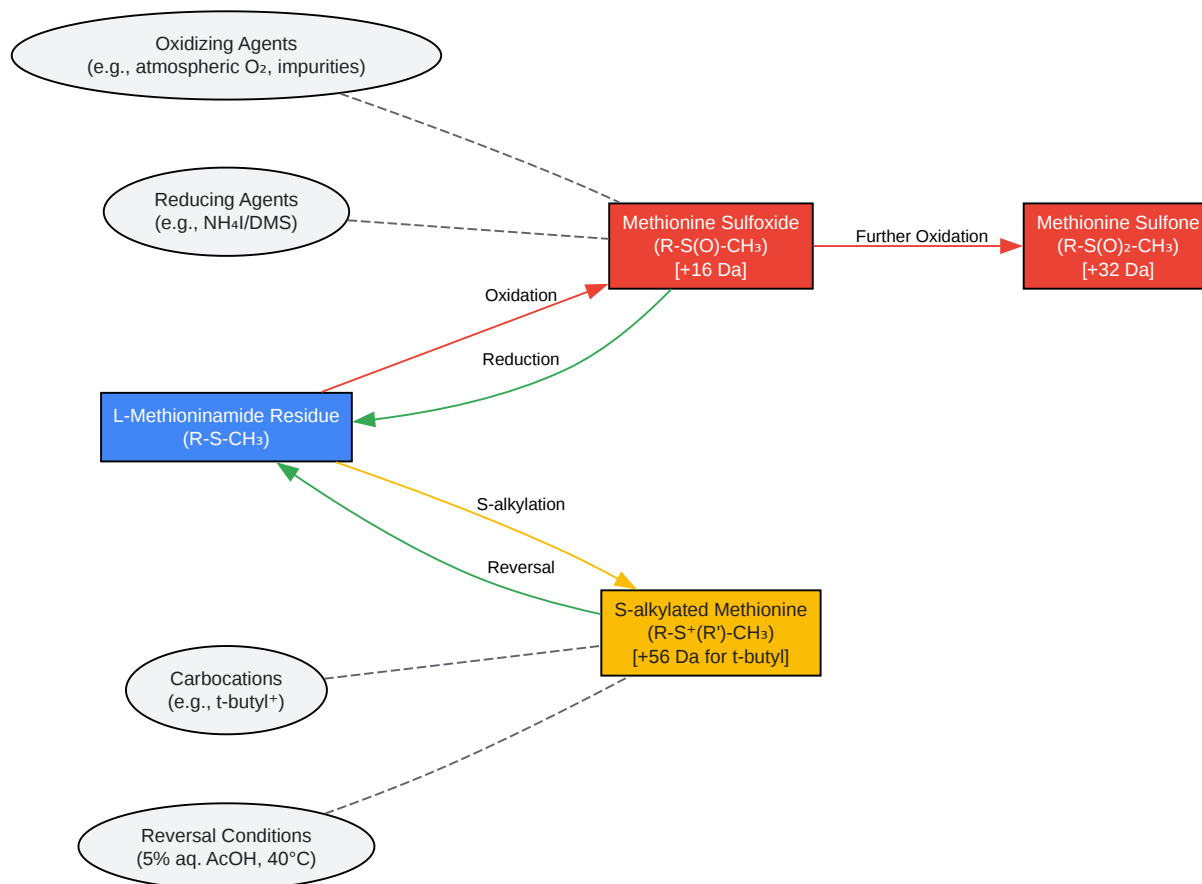 Oxidizing Agents
(e.g., atmospheric O₂, impurities)
Reducing Agents
(e.g., NH₄I/DMS)
Methionine Sulfoxide
(R-S(O)-CH₃)
[+16 Da]
Further Oxidation
Methionine Sulfone
(R-S(O)₂-CH₃)
[+32 Da]
Oxidation
Reduction
L-Methioninamide Residue
(R-S-CH₃)
S-alkylation
Reversal
S-alkylated Methionine
(R-S⁺(R')-CH₃)
[+56 Da for t-butyl]
Carbocations
(e.g., t-butyl⁺)
Reversal Conditions
(5% aq. AcOH, 40°C)